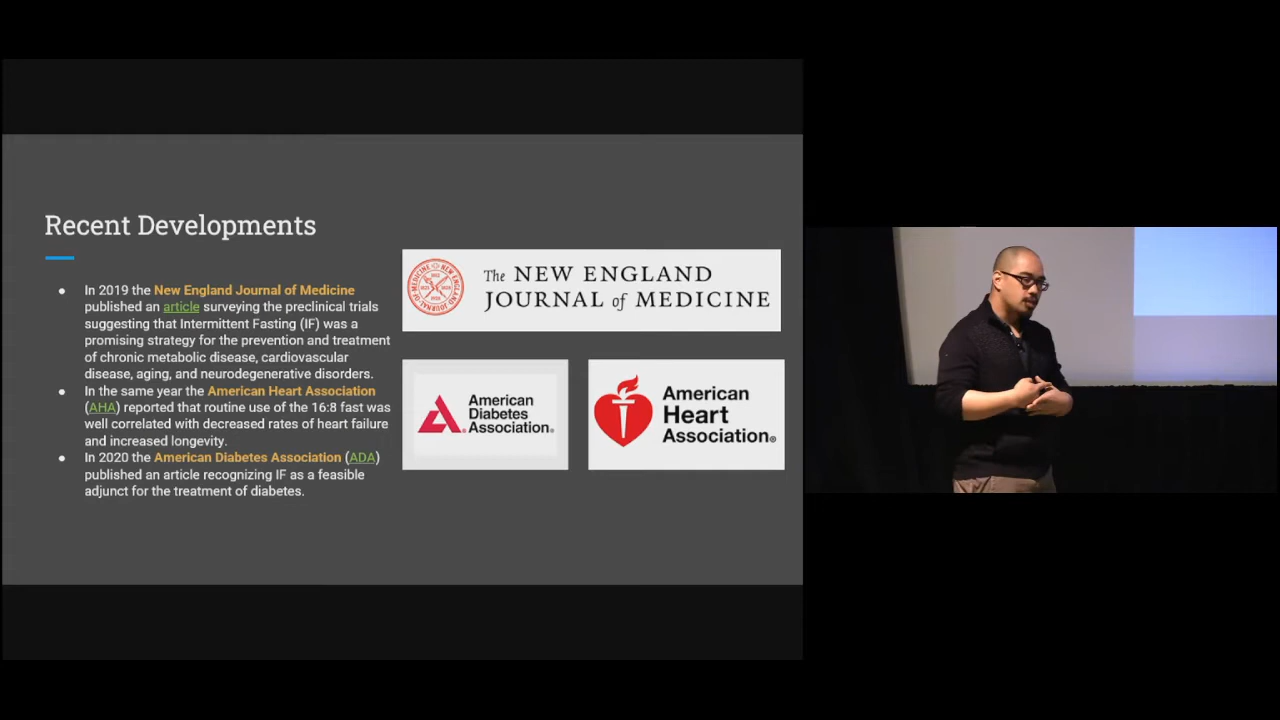 Recent Developments
● In 2019 the New England Journal of Medicine
published an article surveying the preclinical trials
suggesting that Intermittent Fasting (IF) was a
promising strategy for the prevention and treatment
of chronic metabolic disease, cardiovascular
disease, aging, and neurodegenerative disorders.
● In the same year the American Heart Association
(AHA) reported that routine use of the 16:8 fast was
well correlated with decreased rates of heart failure
and increased longevity.
● In 2020 the American Diabetes Association (ADA)
published an article recognizing IF as a feasible
adjunct for the treatment of diabetes.
The NEW ENGLAND
JOURNAL of MEDICINE
American
Diabetes
Association®
American
Heart
Association®